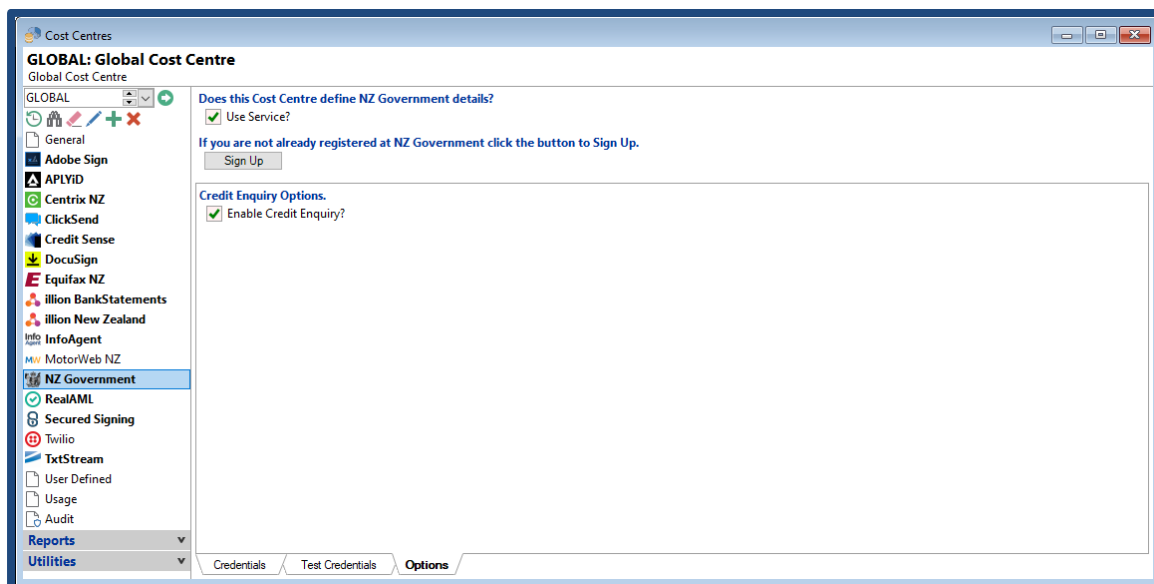 Cost Centres
GLOBAL: Global Cost Centre
Global Cost Centre
GLOBAL
General
Adobe Sign
APLYiD
Centrix NZ
ClickSend
Credit Sense
DocuSign
Equifax NZ
illion BankStatements
illion New Zealand
Info Agent InfoAgent
MW MotorWeb NZ
NZ Government
RealAML
Secured Signing
Twilio
TxtStream
User Defined
Usage
Audit
Reports
Utilities
Does this Cost Centre define NZ Government details?
Use Service?
If you are not already registered at NZ Government click the button to Sign Up.
Sign Up
Credit Enquiry Options.
Enable Credit Enquiry?
Credentials Test Credentials Options